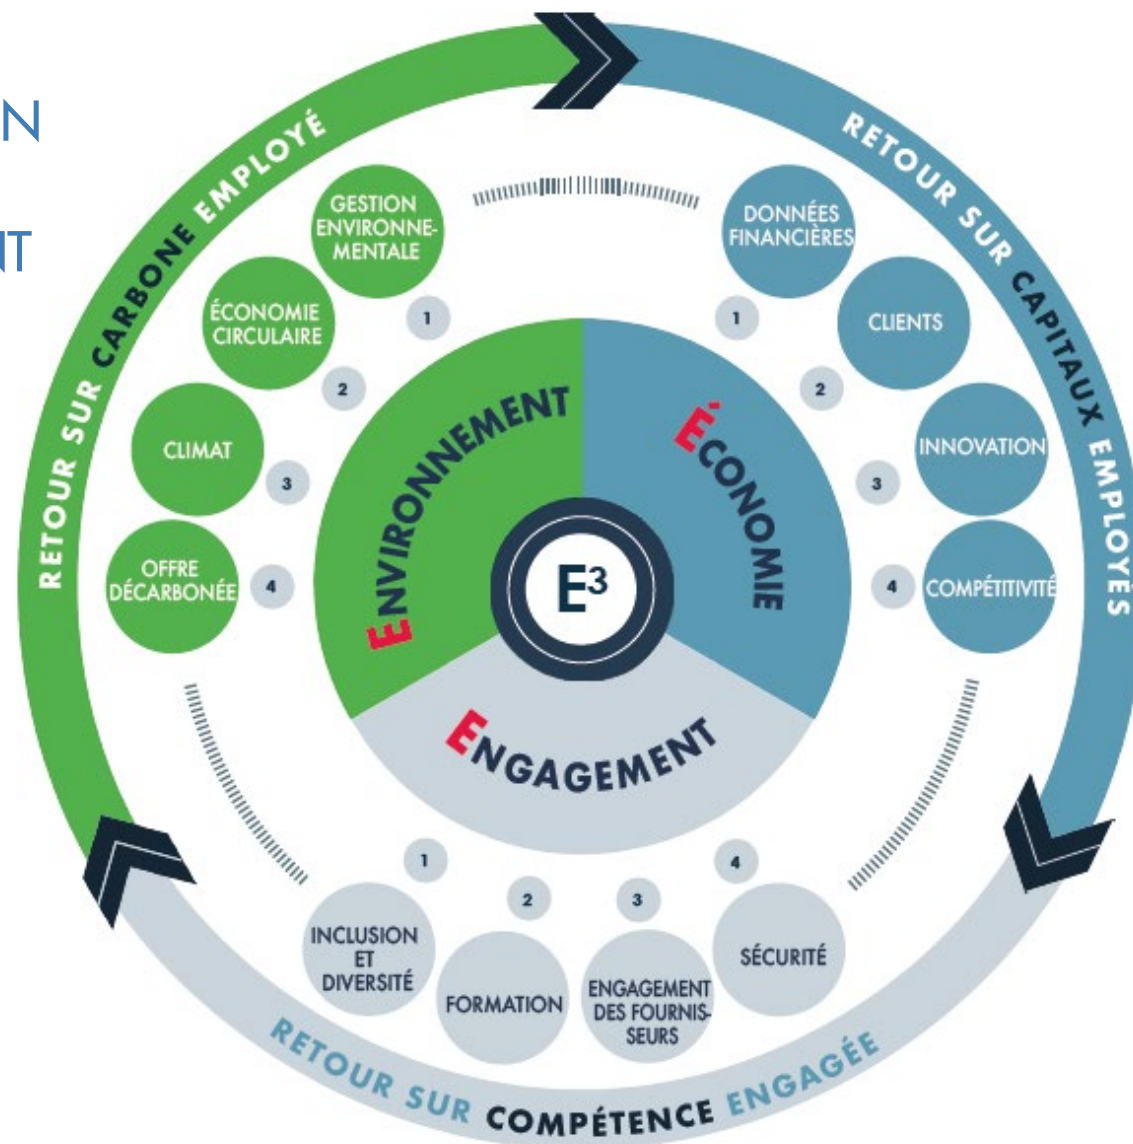 N
NT
RETOUR SUR CARBONE EMPLOYÉ
RETOUR SUR CAPITAUX EMPLOYÉS
GESTION
ENVIRONNE-
MENTALE
1
ÉCONOMIE
CIRCULAIRE
2
CLIMAT
3
OFFRE
DÉCARBONÉE
4
DONNÉES
FINANCIÈRES
1
CLIENTS
2
INNOVATION
3
COMPÉTITIVITÉ
4
ENVIRONNEMENT
ÉCONOMIE
E³
ENGAGEMENT
1
INCLUSION
ET
DIVERSITÉ
2
FORMATION
3
ENGAGEMENT
DES FOURNIS-
SEURS
4
SÉCURITÉ
RETOUR SUR COMPÉTENCE ENGAGÉE